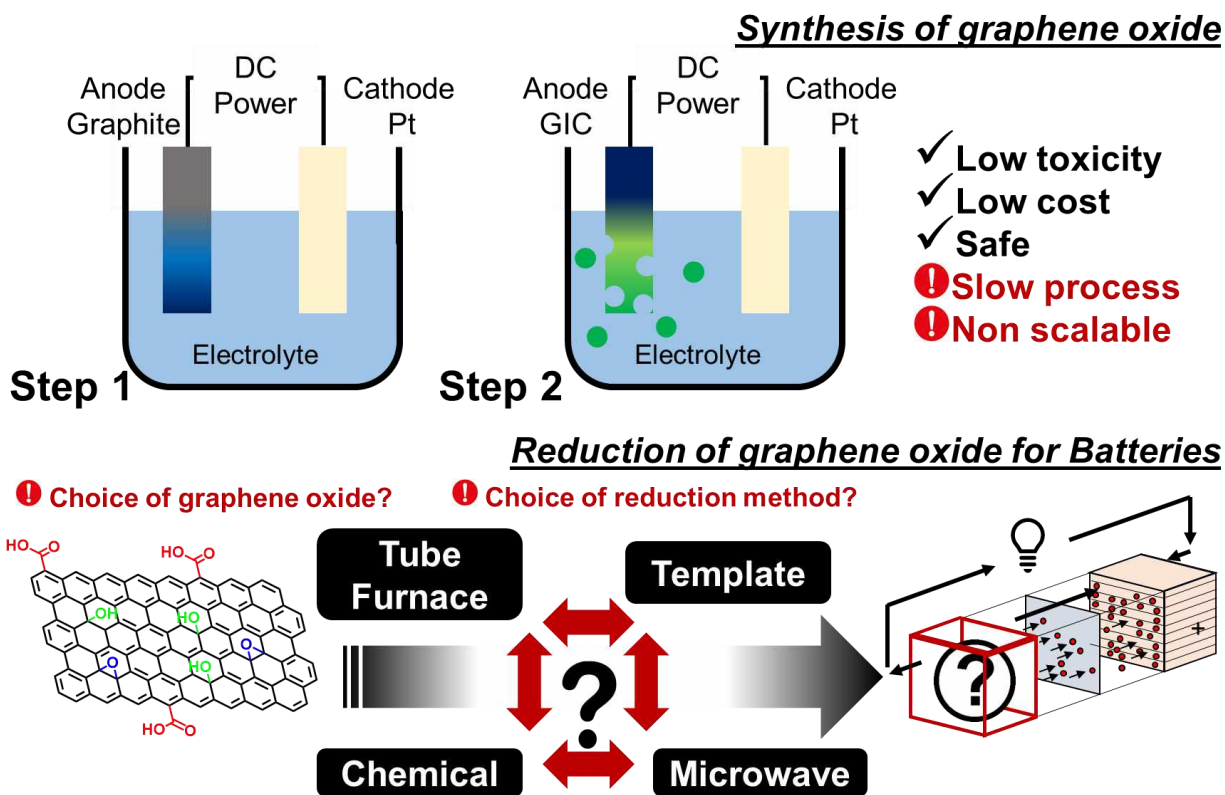 Synthesis of graphene oxide
Anode
Graphite
DC
Power
Cathode
Pt
Electrolyte
Step 1
Anode
GIC
DC
Power
Cathode
Pt
Electrolyte
Step 2
✓ Low toxicity
✓ Low cost
✓ Safe
! Slow process
! Non scalable
Reduction of graphene oxide for Batteries
! Choice of graphene oxide?
! Choice of reduction method?
HO
O
HO
O
OH
HO
O
HO
O
HO
O
Tube
Furnace
Template
?
Chemical
Microwave
?
+